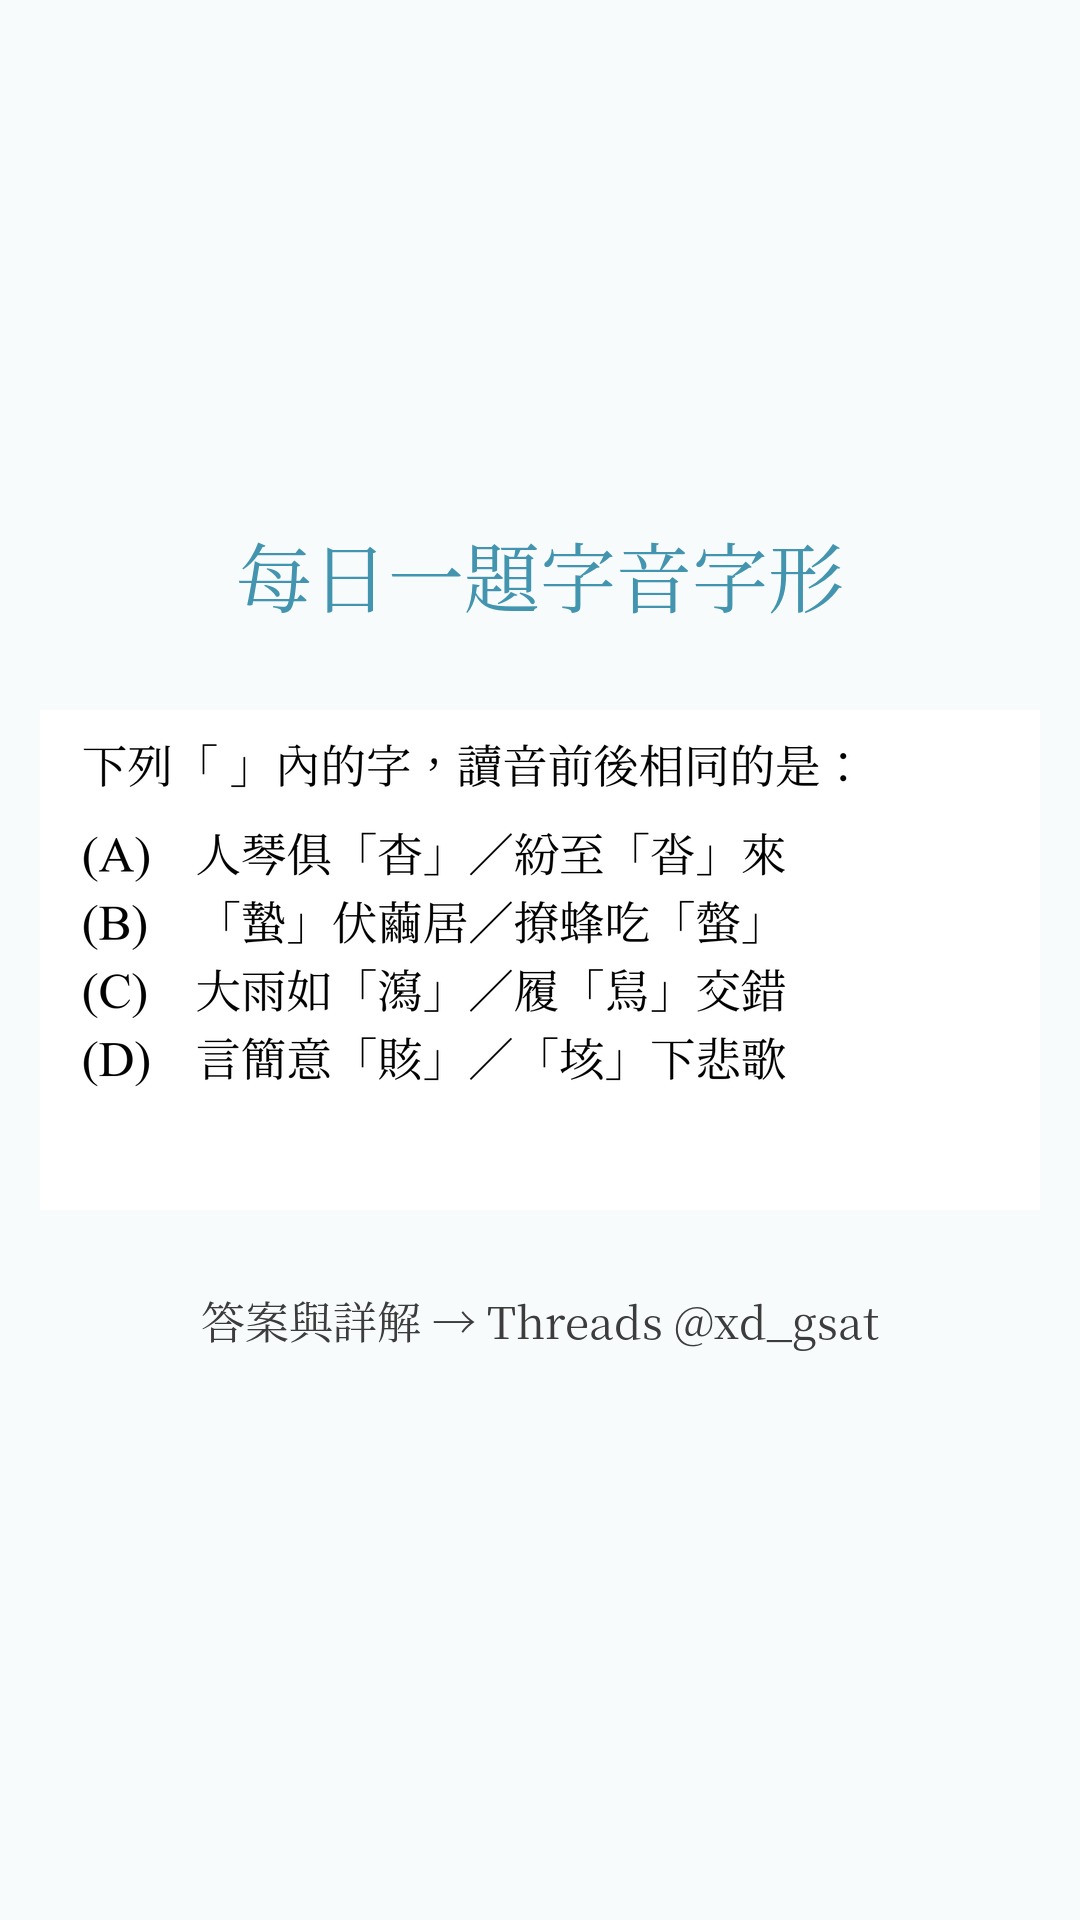 每日一題字音字形
下列「 」內的字，讀音前後相同的是：
(A) 人琴俱「杳」／紛至「沓」來
(B) 「蟄」伏繭居／撩蜂吃「螫」
(C) 大雨如「瀉」／履「舄」交錯
(D) 言簡意「賅」／「垓」下悲歌
答案與詳解 → Threads @xd_gsat